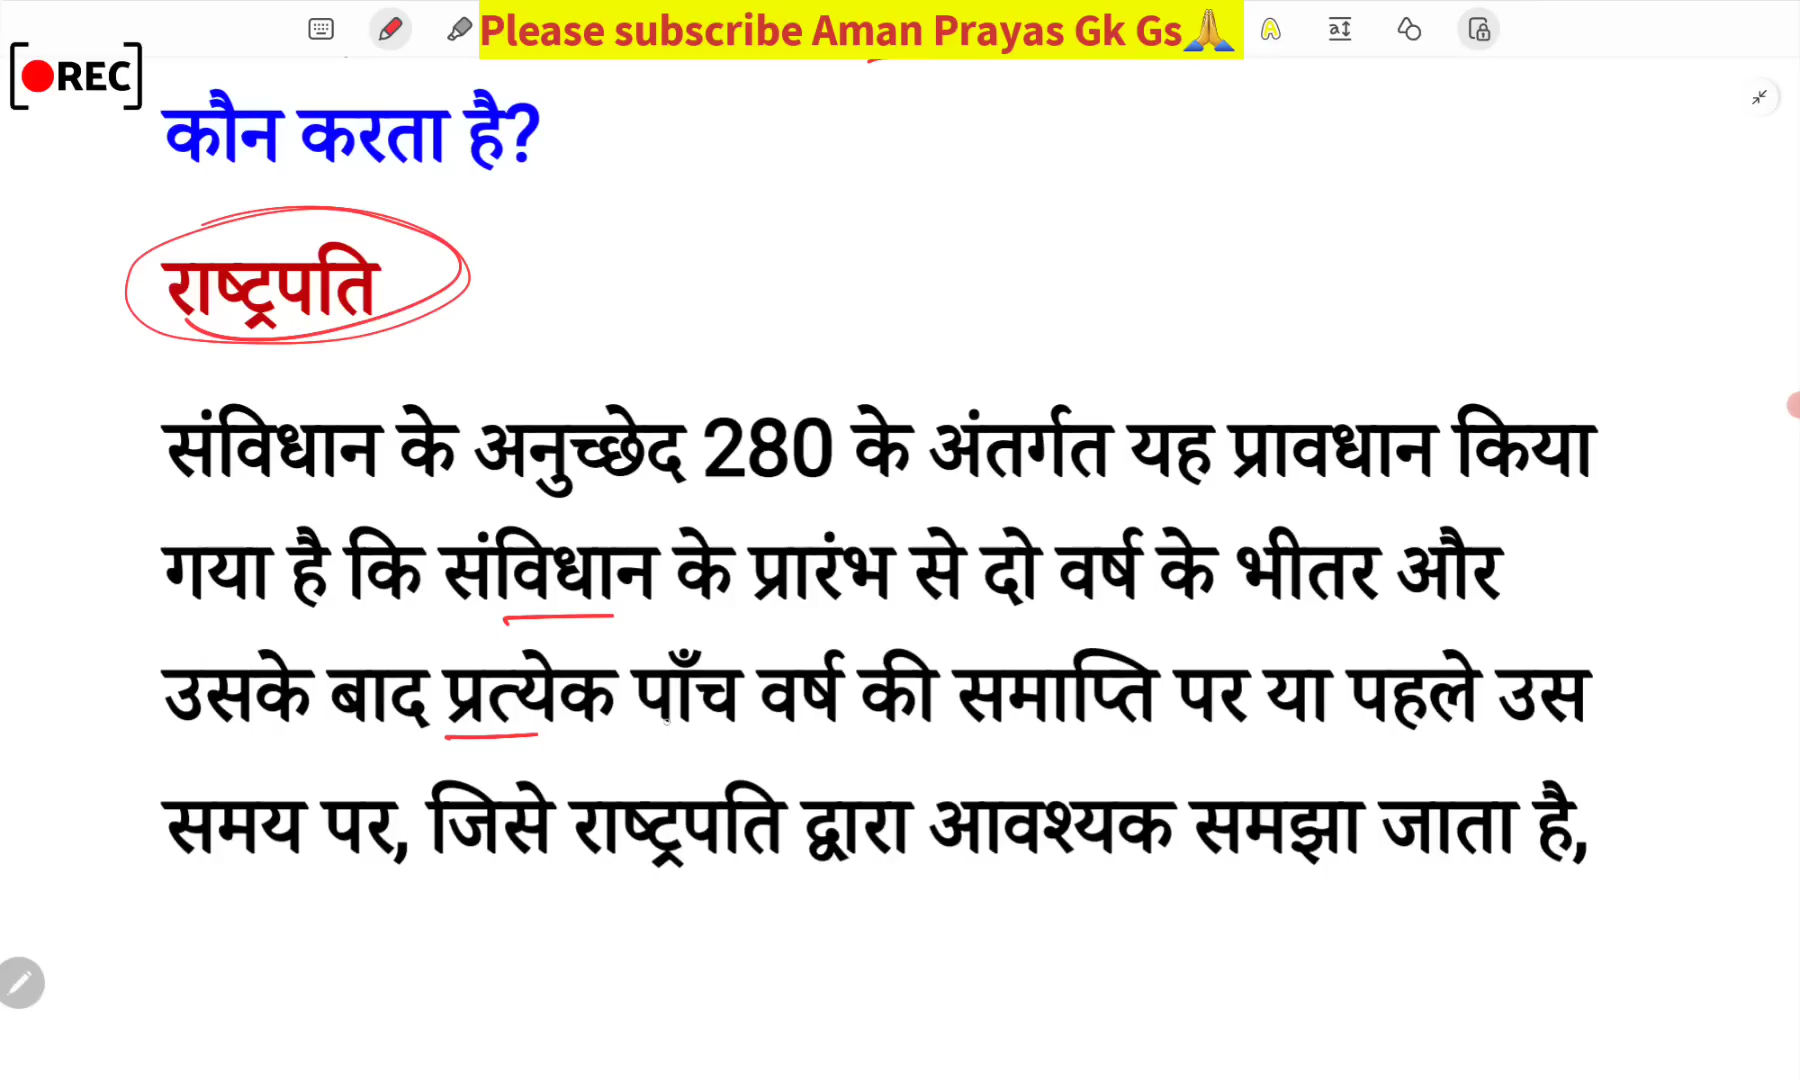 Please subscribe Aman Prayas Gk Gs🙏
REC
कौन करता है?
राष्ट्रपति
संविधान के अनुच्छेद 280 के अंतर्गत यह प्रावधान किया
गया है कि संविधान के प्रारंभ से दो वर्ष के भीतर और
उसके बाद प्रत्येक पाँच वर्ष की समाप्ति पर या पहले उस
समय पर, जिसे राष्ट्रपति द्वारा आवश्यक समझा जाता है,